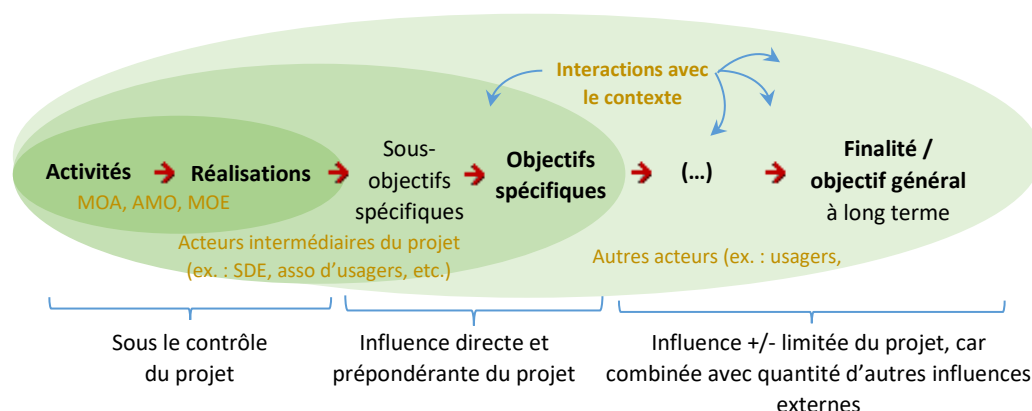 Interactions avec
le contexte
Activités
Réalisations
Sous-
objectifs
spécifiques
Objectifs
spécifiques
(…)
Finalité /
objectif général
à long terme
MOA, AMO, MOE
Acteurs intermédiaires du projet
(ex. : SDE, asso d’usagers, etc.)
Autres acteurs (ex. : usagers,
Sous le contrôle
du projet
Influence directe et
prépondérante du projet
Influence +/- limitée du projet, car
combinée avec quantité d’autres influences
externes